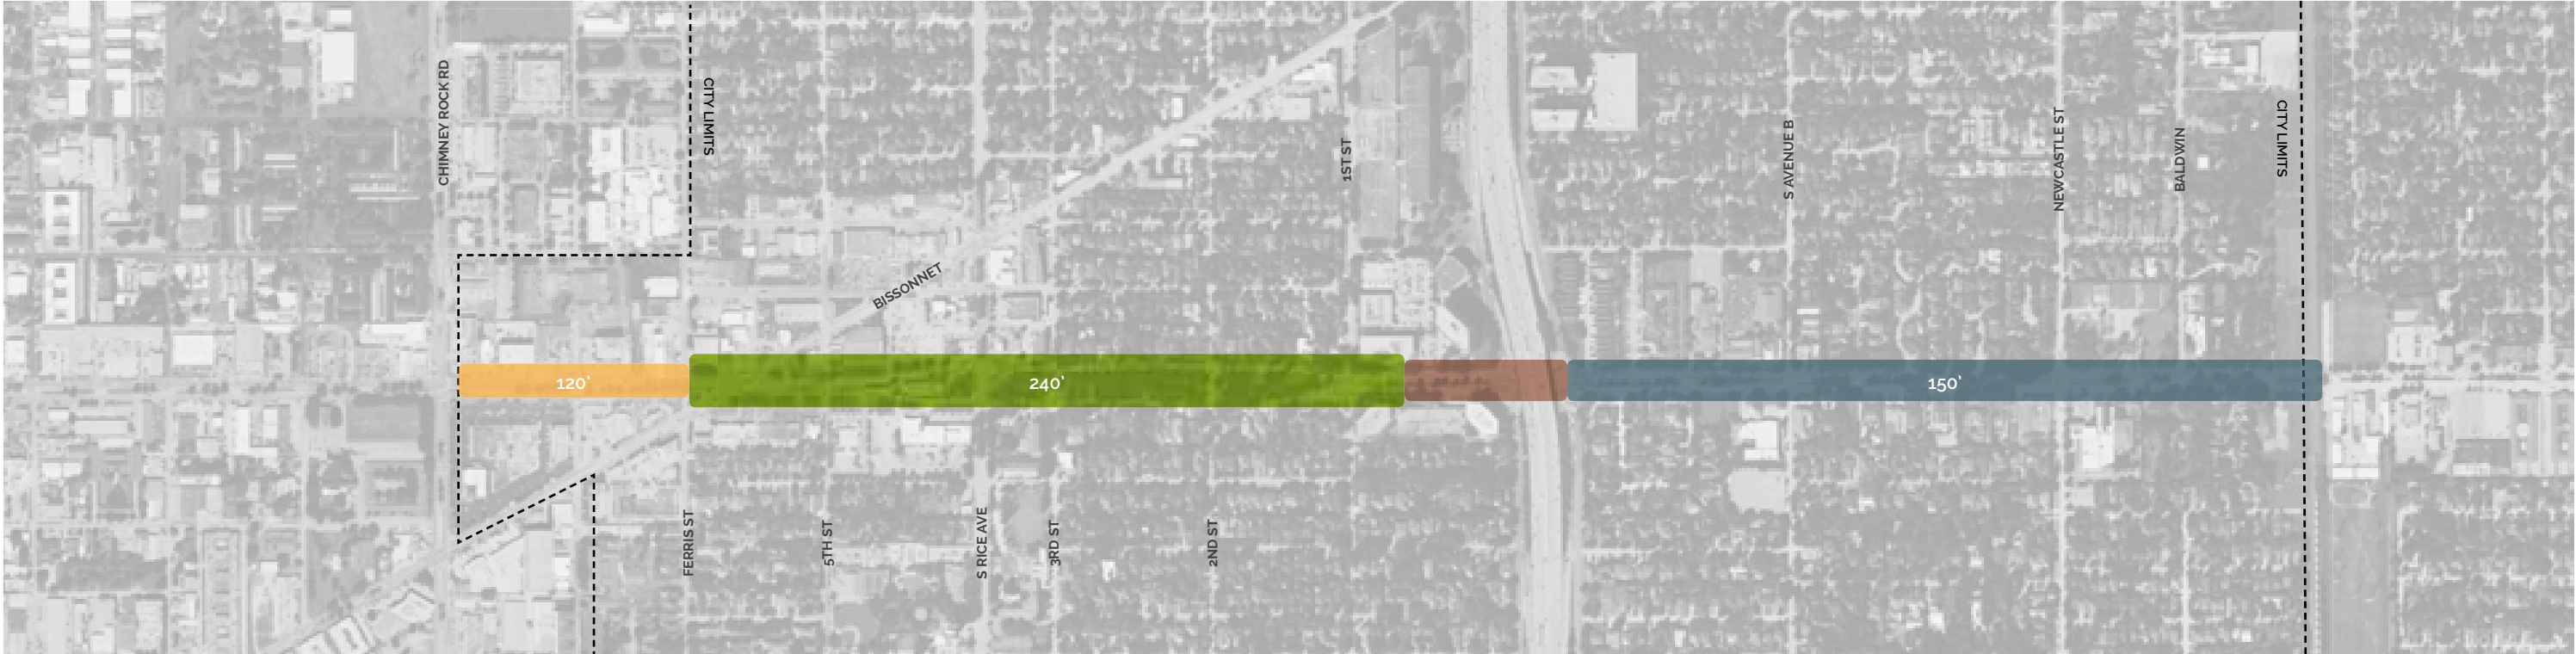 CHIMNEY ROCK RD
CITY LIMITS
1ST ST
S AVENUE B
NEWCASTLE ST
BALDWIN
CITY LIMITS
BISSONNET
120'
240'
150'
FERRIS ST
5TH ST
S RICE AVE
3RD ST
2ND ST